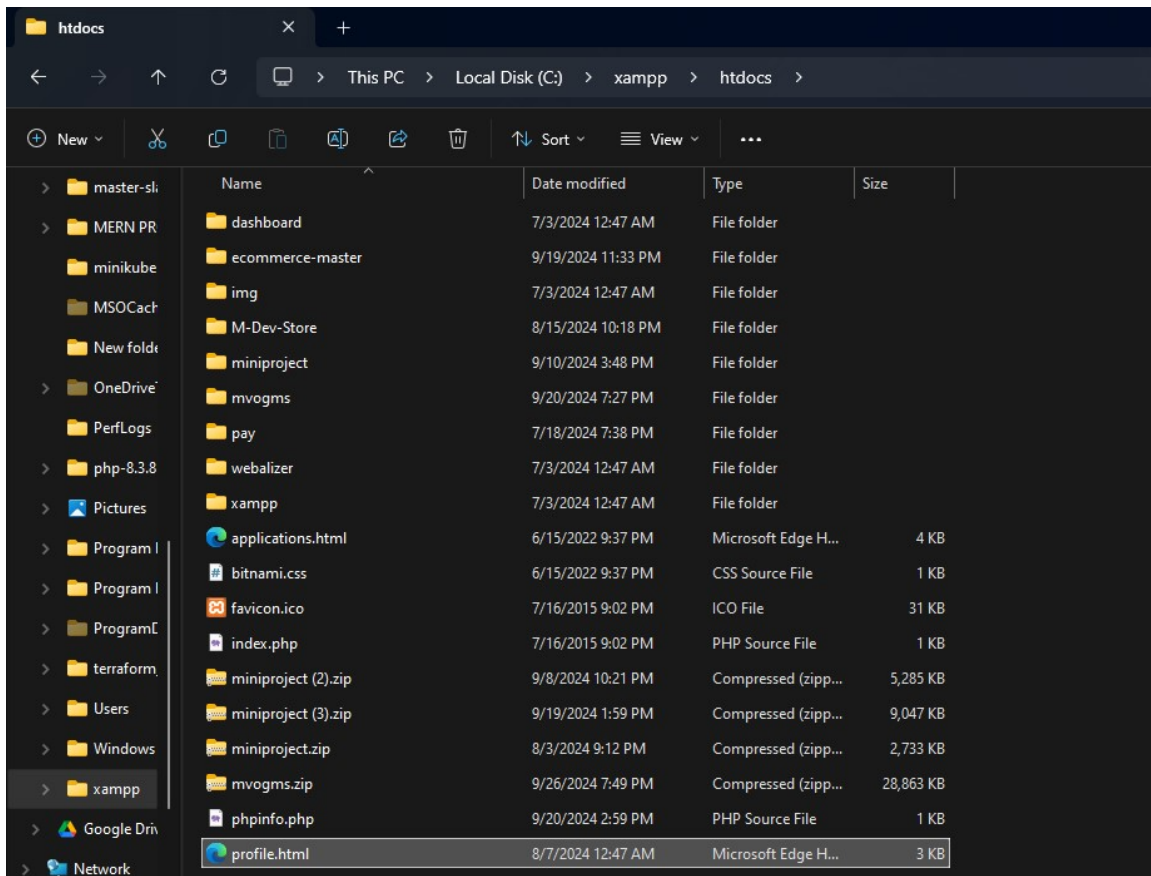 htdocs
This PC > Local Disk (C:) > xampp > htdocs >
New Sort View ...
Name Date modified Type Size
master-sla
MERN PR
minikube
MSOCach
New folde
OneDriveT
PerfLogs
php-8.3.8
Pictures
Program
Program
ProgramD
terraform_
Users
Windows
xampp
Google Driv
Network
dashboard 7/3/2024 12:47 AM File folder
ecommerce-master 9/19/2024 11:33 PM File folder
img 7/3/2024 12:47 AM File folder
M-Dev-Store 8/15/2024 10:18 PM File folder
miniproject 9/10/2024 3:48 PM File folder
mvogms 9/20/2024 7:27 PM File folder
pay 7/18/2024 7:38 PM File folder
webalizer 7/3/2024 12:47 AM File folder
xampp 7/3/2024 12:47 AM File folder
applications.html 6/15/2022 9:37 PM Microsoft Edge H... 4 KB
bitnami.css 6/15/2022 9:37 PM CSS Source File 1 KB
favicon.ico 7/16/2015 9:02 PM ICO File 31 KB
index.php 7/16/2015 9:02 PM PHP Source File 1 KB
miniproject (2).zip 9/8/2024 10:21 PM Compressed (zipp... 5,285 KB
miniproject (3).zip 9/19/2024 1:59 PM Compressed (zipp... 9,047 KB
miniproject.zip 8/3/2024 9:12 PM Compressed (zipp... 2,733 KB
mvogms.zip 9/26/2024 7:49 PM Compressed (zipp... 28,863 KB
phpinfo.php 9/20/2024 2:59 PM PHP Source File 1 KB
profile.html 8/7/2024 12:47 AM Microsoft Edge H... 3 KB